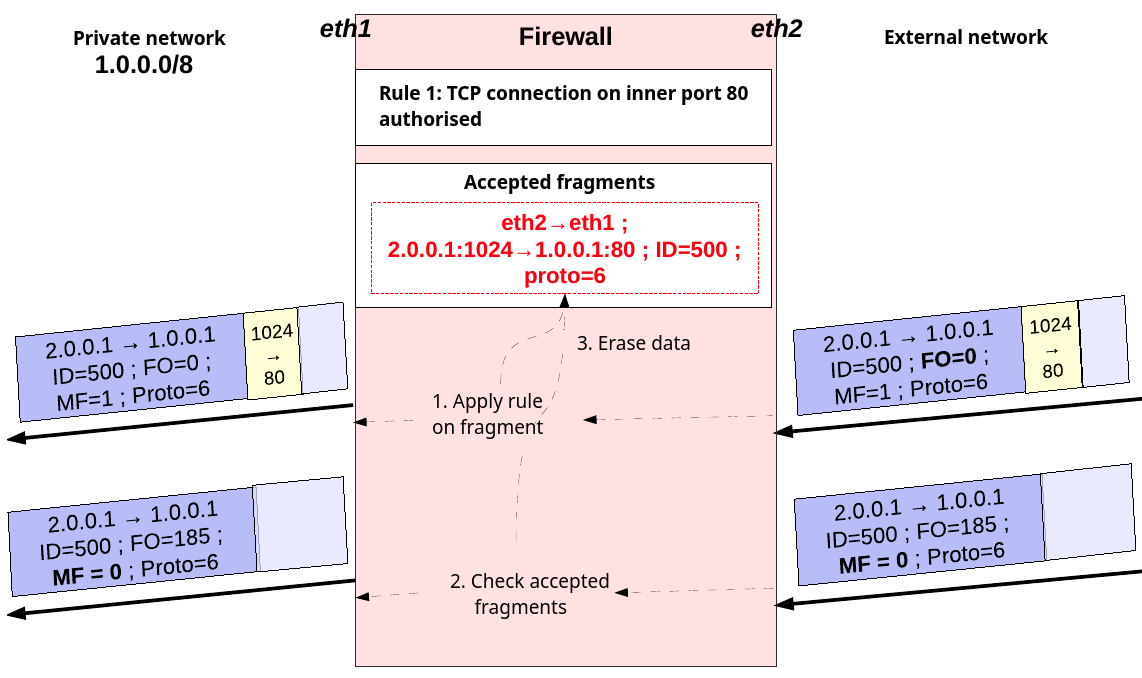 eth1
eth2
Private network
1.0.0.0/8
Firewall
External network
Rule 1: TCP connection on inner port 80
authorised
Accepted fragments
eth2→eth1 ;
2.0.0.1:1024→1.0.0.1:80 ; ID=500 ;
proto=6
2.0.0.1 → 1.0.0.1
ID=500 ; FO=0 ;
MF=1 ; Proto=6
1024
→
80
3. Erase data
1. Apply rule
on fragment
2.0.0.1 → 1.0.0.1
ID=500 ; FO=0 ;
MF=1 ; Proto=6
1024
→
80
2.0.0.1 → 1.0.0.1
ID=500 ; FO=185 ;
MF = 0 ; Proto=6
2. Check accepted
fragments
2.0.0.1 → 1.0.0.1
ID=500 ; FO=185 ;
MF = 0 ; Proto=6